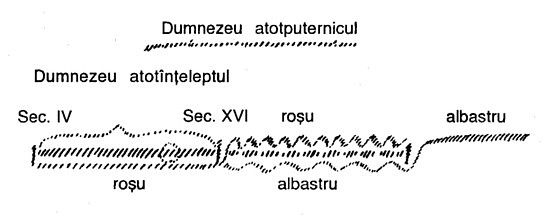 Dumnezeu atotputernicul
Dumnezeu atotînțeleptul
Sec. IV Sec. XVI roșu albastru
roșu albastru